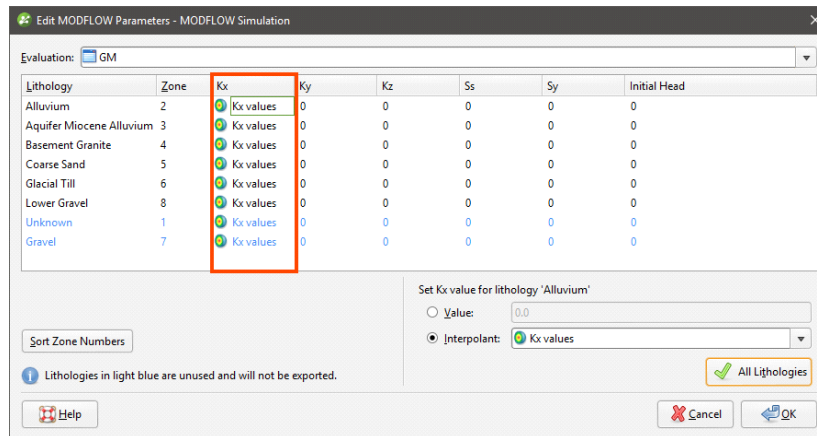 Edit MODFLOW Parameters - MODFLOW Simulation
Evaluation: GM
Lithology Zone Kx Ky Kz Ss Sy Initial Head
Alluvium 2 Kx values 0 0 0 0 0
Aquifer Miocene Alluvium 3 Kx values 0 0 0 0 0
Basement Granite 4 Kx values 0 0 0 0 0
Coarse Sand 5 Kx values 0 0 0 0 0
Glacial Till 6 Kx values 0 0 0 0 0
Lower Gravel 8 Kx values 0 0 0 0 0
Unknown 1 Kx values 0 0 0 0 0
Gravel 7 Kx values 0 0 0 0 0
Set Kx value for lithology 'Alluvium'
Value: 0.0
Sort Zone Numbers
Interpolant: Kx values
Lithologies in light blue are unused and will not be exported.
All Lithologies
Help
Cancel
OK